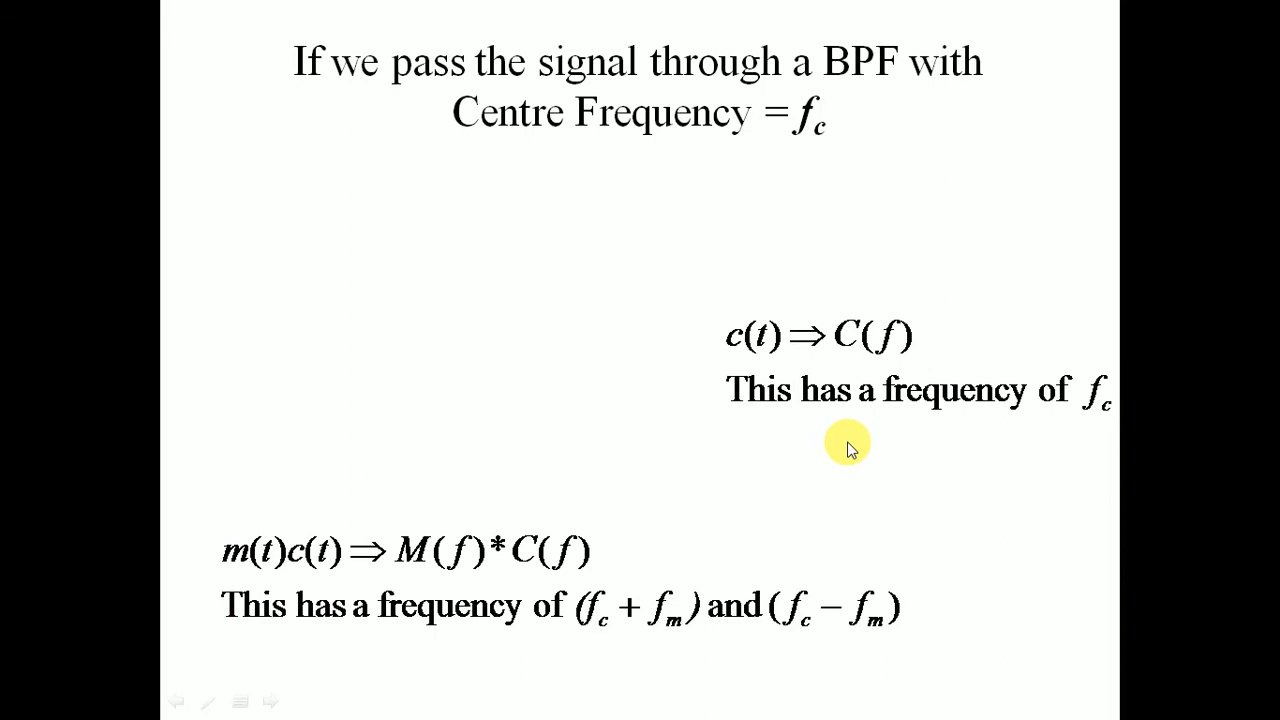 If we pass the signal through a BPF with
Centre Frequency = f_c
c(t) ⇒ C(f)
This has a frequency of f_c
m(t)c(t) ⇒ M(f)*C(f)
This has a frequency of (f_c + f_m) and (f_c − f_m)